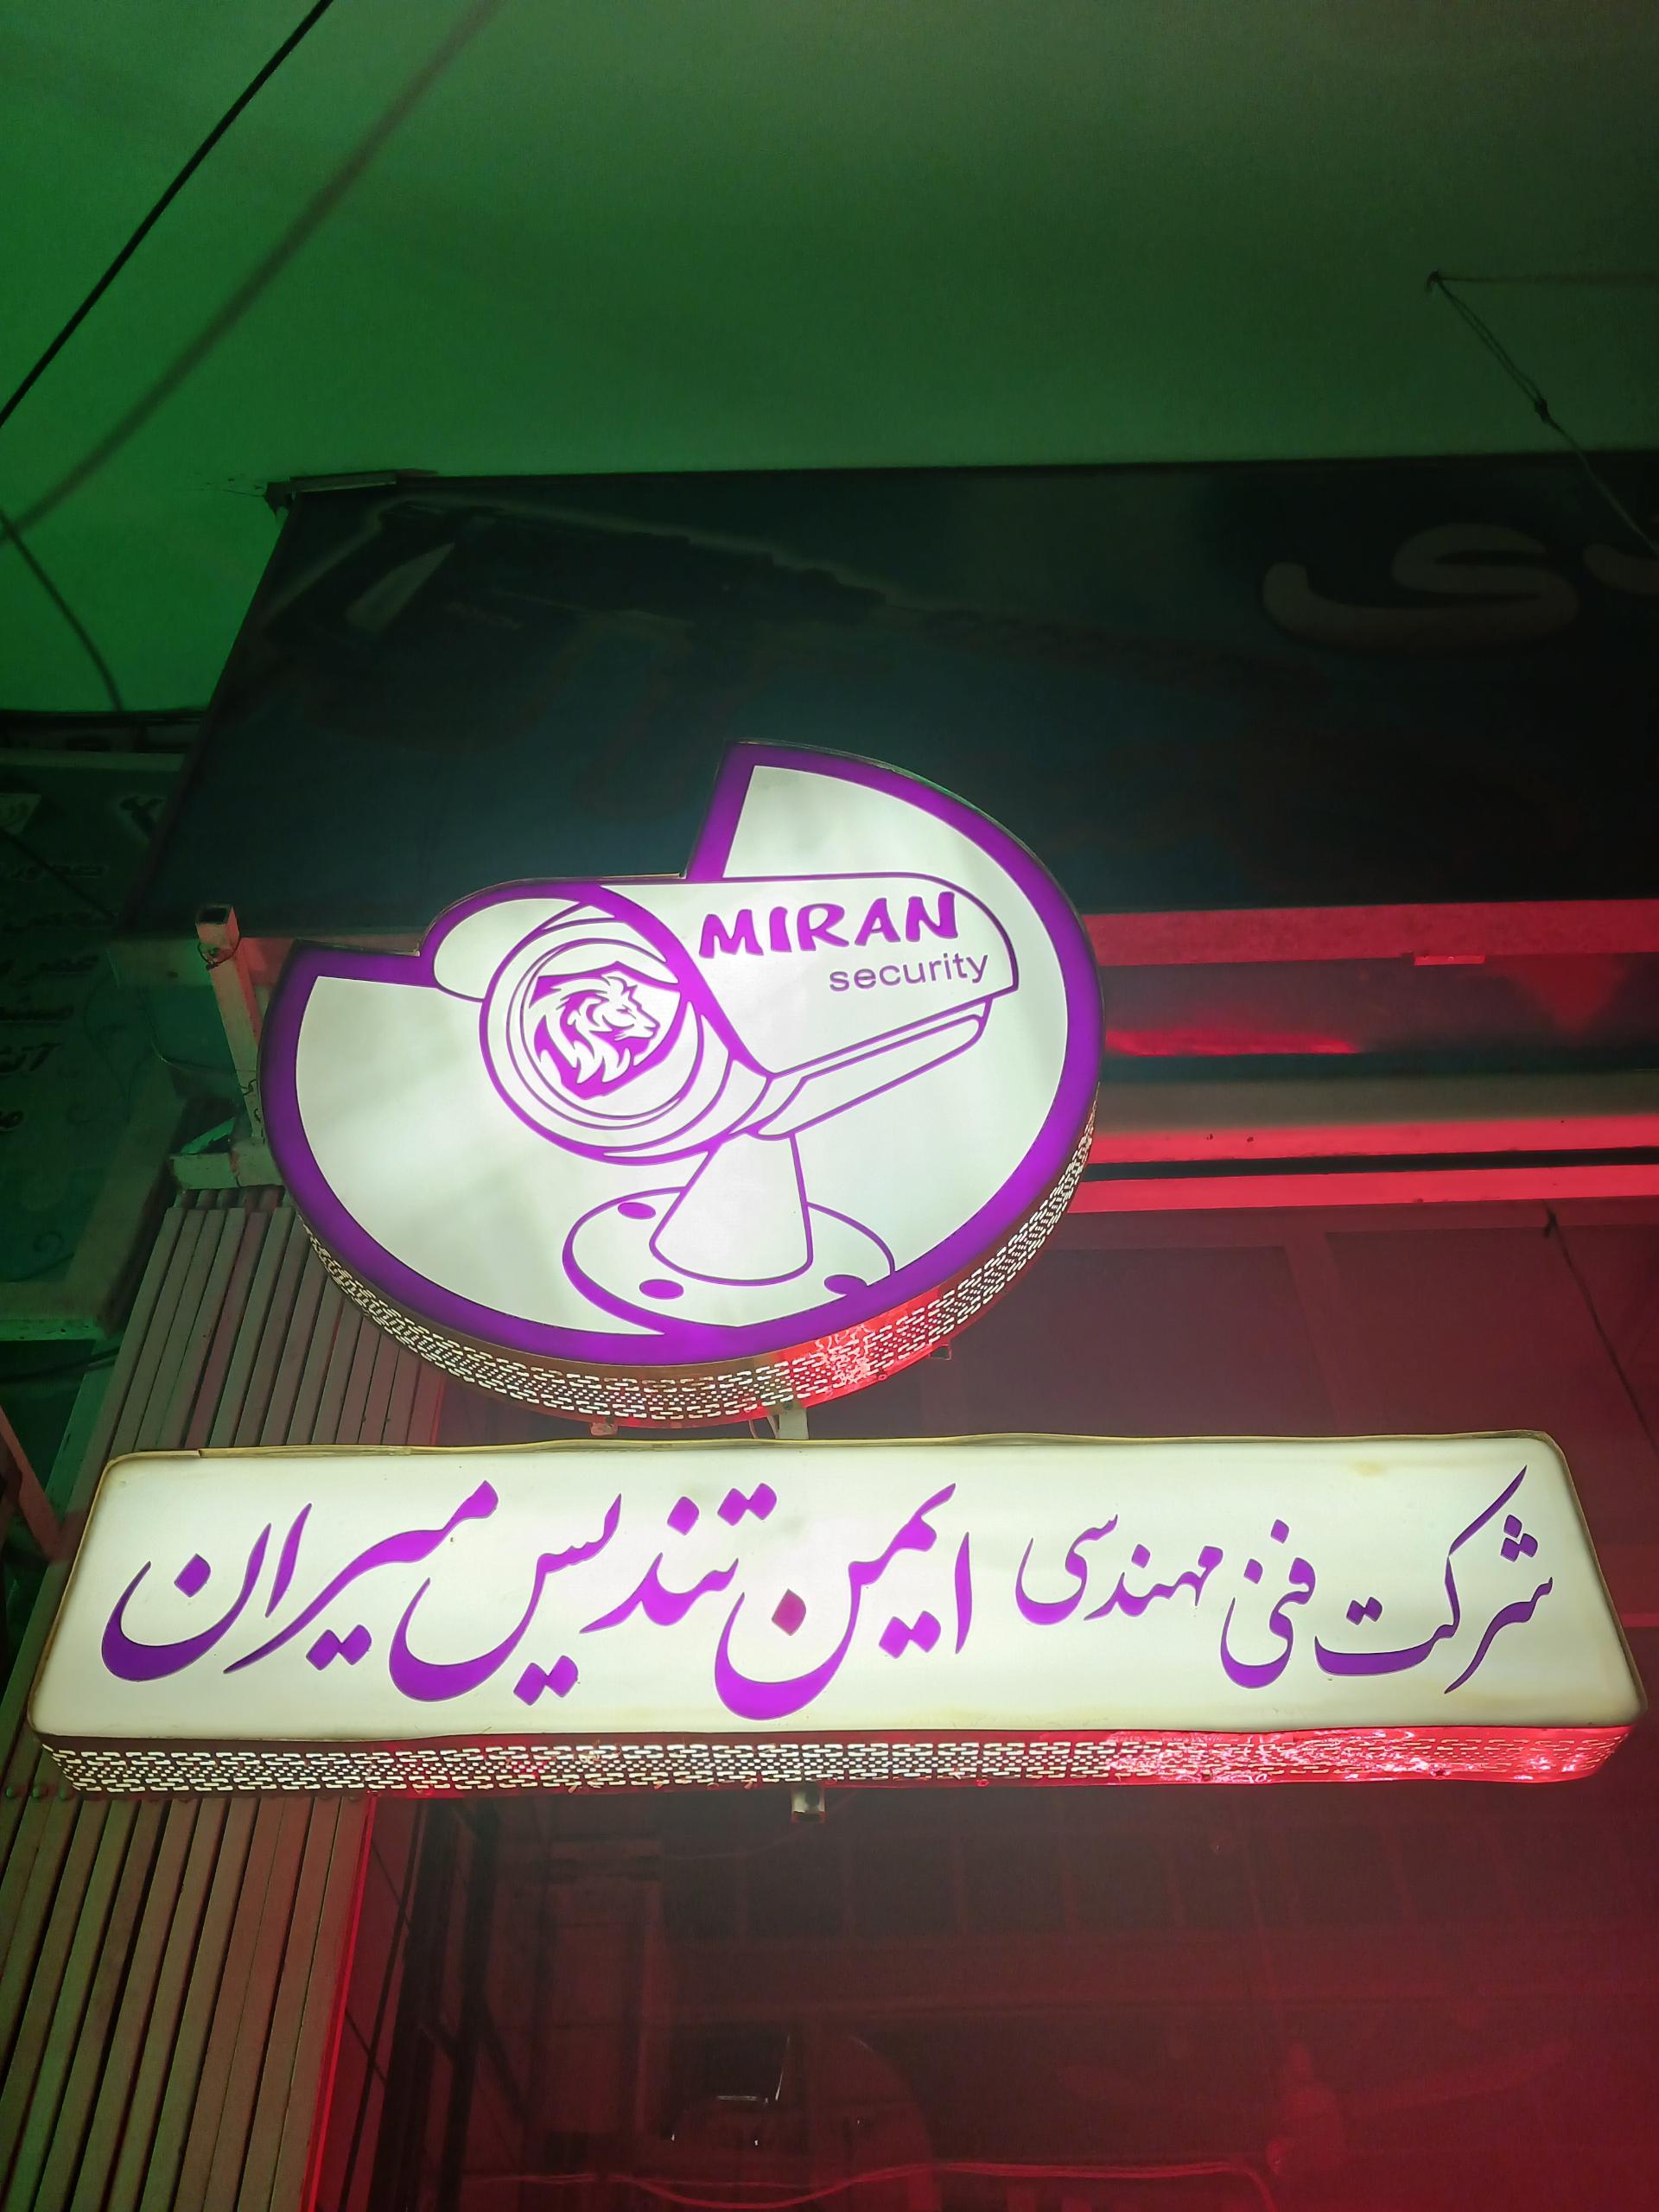 MIRAN
security
شرکت فنی مهندسی ایمن تندیس میران